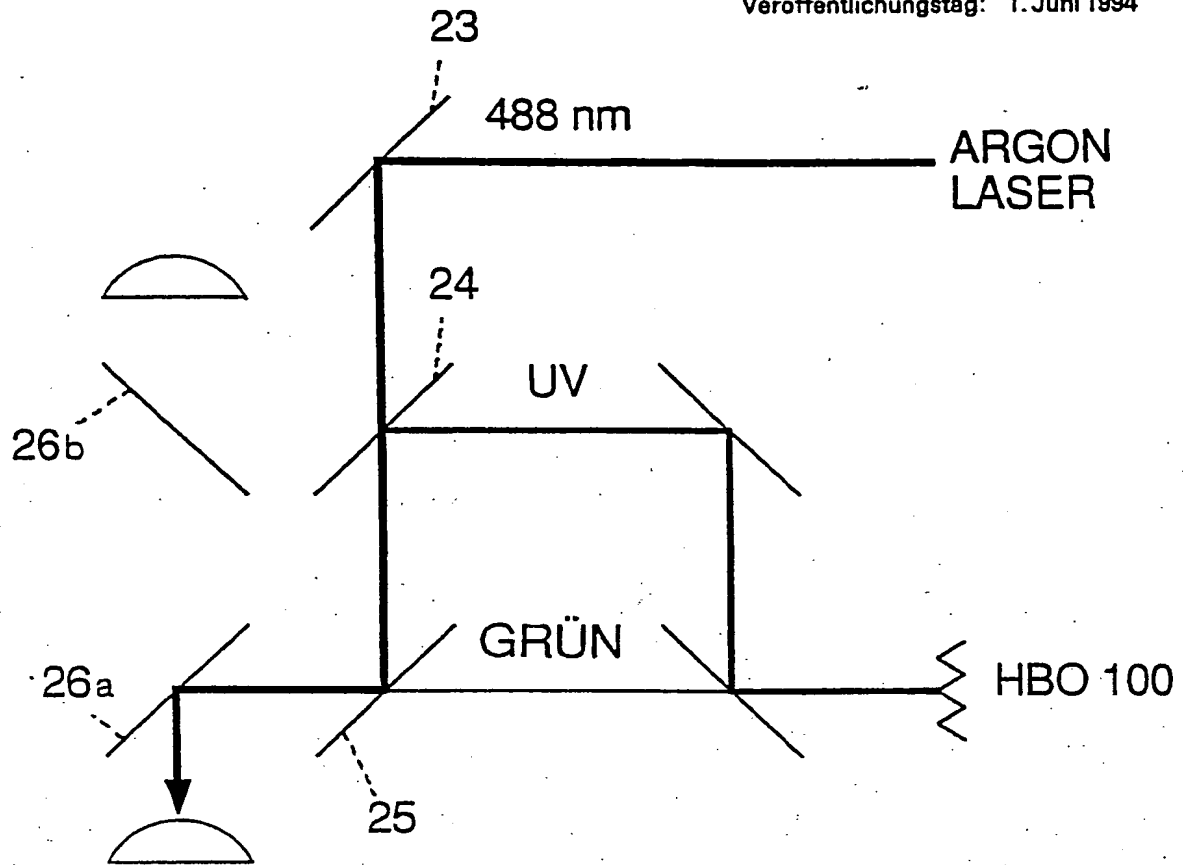 Veröffentlichungstag: 1. Juni 1994
23
488 nm
ARGON
LASER
24
UV
26b
GRÜN
26a
HBO 100
25